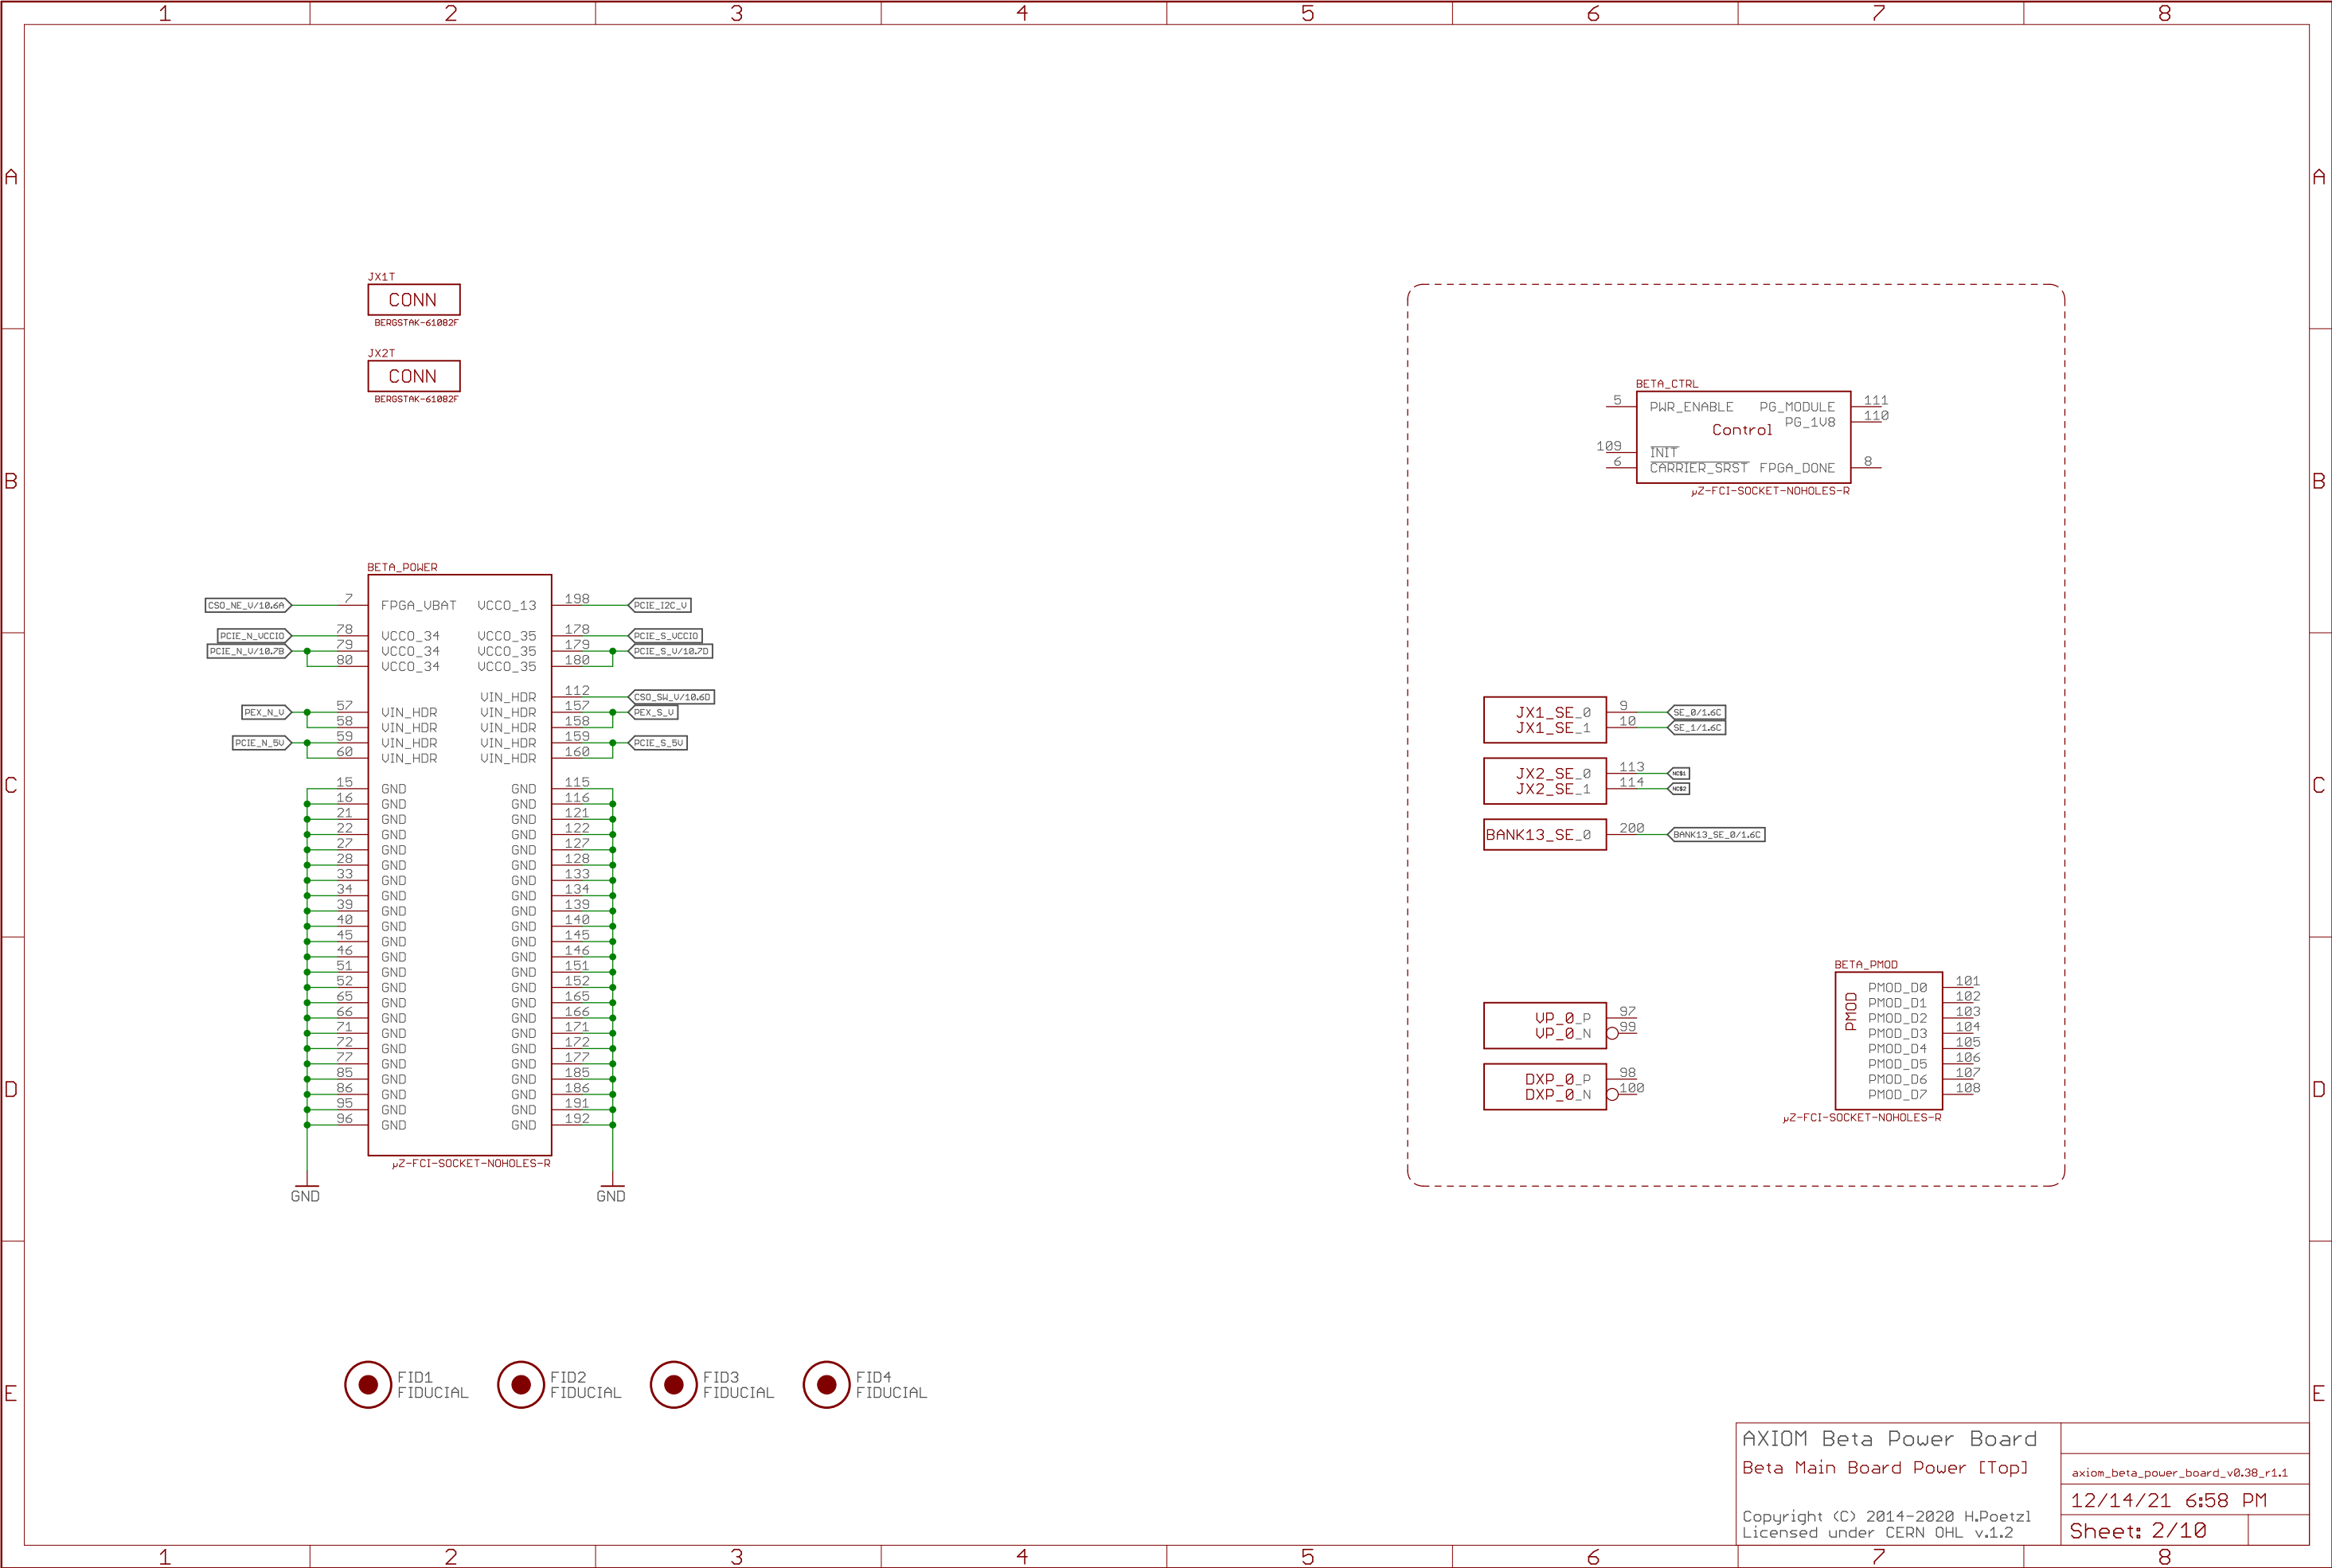 1 2 3 4 5 6 7 8
A A
B B
C C
D D
E E
JX1T
CONN
BERGSTAK-61082F
JX2T
CONN
BERGSTAK-61082F
BETA_POWER
CSO_NE_V/10.6A 7 FPGA_VBAT VCCO_13 198 PCIE_I2C_V
PCIE_N_VCCIO 78 VCCO_34 VCCO_35 178 PCIE_S_VCCIO
PCIE_N_V/10.7B 79 VCCO_34 VCCO_35 179 PCIE_S_V/10.7D
80 VCCO_34 VCCO_35 180
VIN_HDR 112 CSO_SW_V/10.6D
PEX_N_V 57 VIN_HDR VIN_HDR 157 PEX_S_V
58 VIN_HDR VIN_HDR 158
PCIE_N_5V 59 VIN_HDR VIN_HDR 159 PCIE_S_5V
60 VIN_HDR VIN_HDR 160
15 GND GND 115
16 GND GND 116
21 GND GND 121
22 GND GND 122
27 GND GND 127
28 GND GND 128
33 GND GND 133
34 GND GND 134
39 GND GND 139
40 GND GND 140
45 GND GND 145
46 GND GND 146
51 GND GND 151
52 GND GND 152
65 GND GND 165
66 GND GND 166
71 GND GND 171
72 GND GND 172
77 GND GND 177
85 GND GND 185
86 GND GND 186
95 GND GND 191
96 GND GND 192
µZ-FCI-SOCKET-NOHOLES-R
GND GND
BETA_CTRL
5 PWR_ENABLE PG_MODULE 111
PG_1V8 110
Control
109 INIT
6 CARRIER_SRST FPGA_DONE 8
µZ-FCI-SOCKET-NOHOLES-R
JX1_SE_0 9 SE_0/1.6C
JX1_SE_1 10 SE_1/1.6C
JX2_SE_0 113 NC$1
JX2_SE_1 114 NC$2
BANK13_SE_0 200 BANK13_SE_0/1.6C
VP_0_P 97
VP_0_N 99
DXP_0_P 98
DXP_0_N 100
BETA_PMOD
PMOD
PMOD_D0 101
PMOD_D1 102
PMOD_D2 103
PMOD_D3 104
PMOD_D4 105
PMOD_D5 106
PMOD_D6 107
PMOD_D7 108
µZ-FCI-SOCKET-NOHOLES-R
FID1
FIDUCIAL
FID2
FIDUCIAL
FID3
FIDUCIAL
FID4
FIDUCIAL
AXIOM Beta Power Board
Beta Main Board Power [Top]
Copyright (C) 2014-2020 H.Poetzl
Licensed under CERN OHL v.1.2
axiom_beta_power_board_v0.38_r1.1
12/14/21 6:58 PM
Sheet: 2/10
1 2 3 4 5 6 7 8